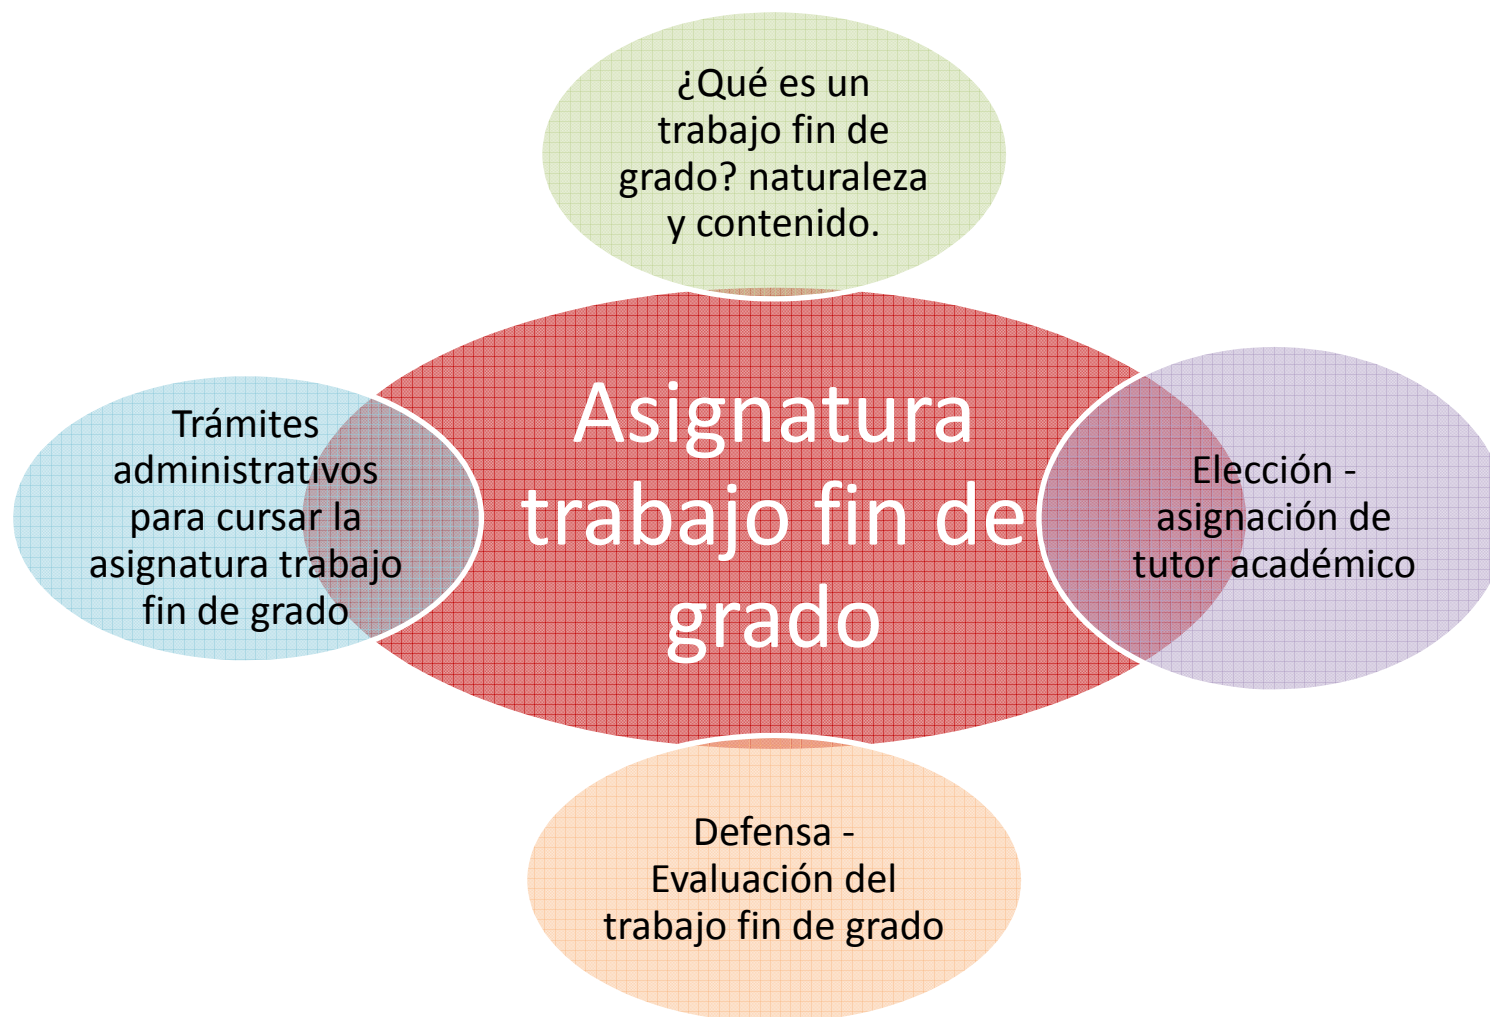 ¿Qué es un
trabajo fin de
grado? naturaleza
y contenido.
Asignatura
trabajo fin de
grado
Trámites
administrativos
para cursar la
asignatura trabajo
fin de grado
Elección -
asignación de
tutor académico
Defensa -
Evaluación del
trabajo fin de grado